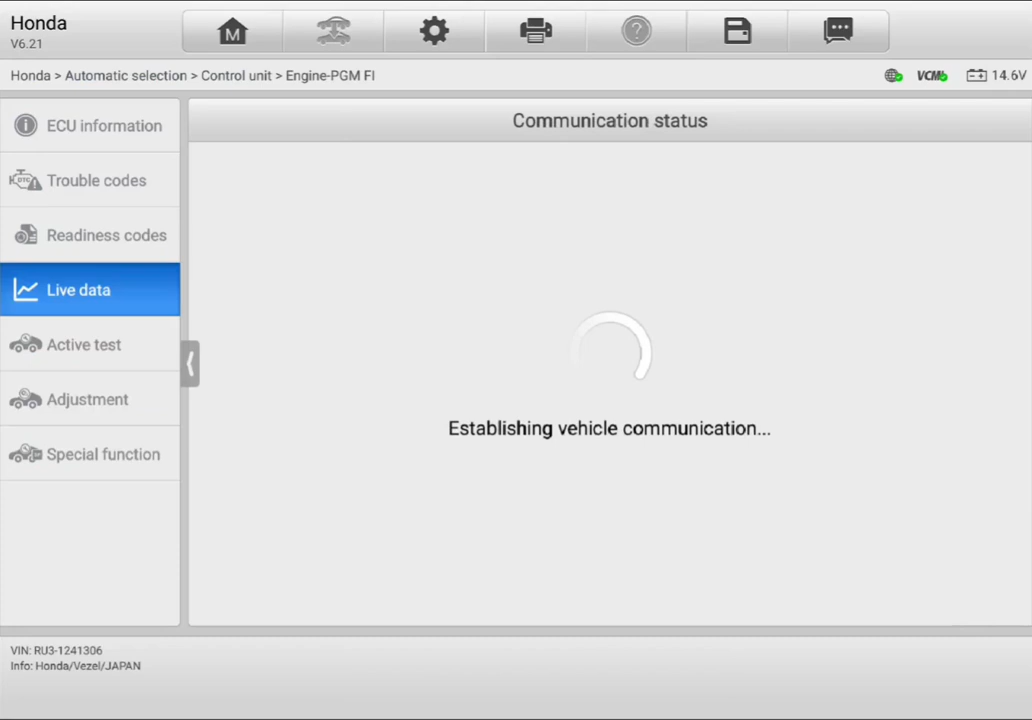 Honda
V6.21
M
?
Honda > Automatic selection > Control unit > Engine-PGM FI
VCMI
14.6V
ECU information
Communication status
DTC
Trouble codes
Readiness codes
Live data
Active test
Adjustment
Establishing vehicle communication...
Special function
VIN: RU3-1241306
Info: Honda/Vezel/JAPAN